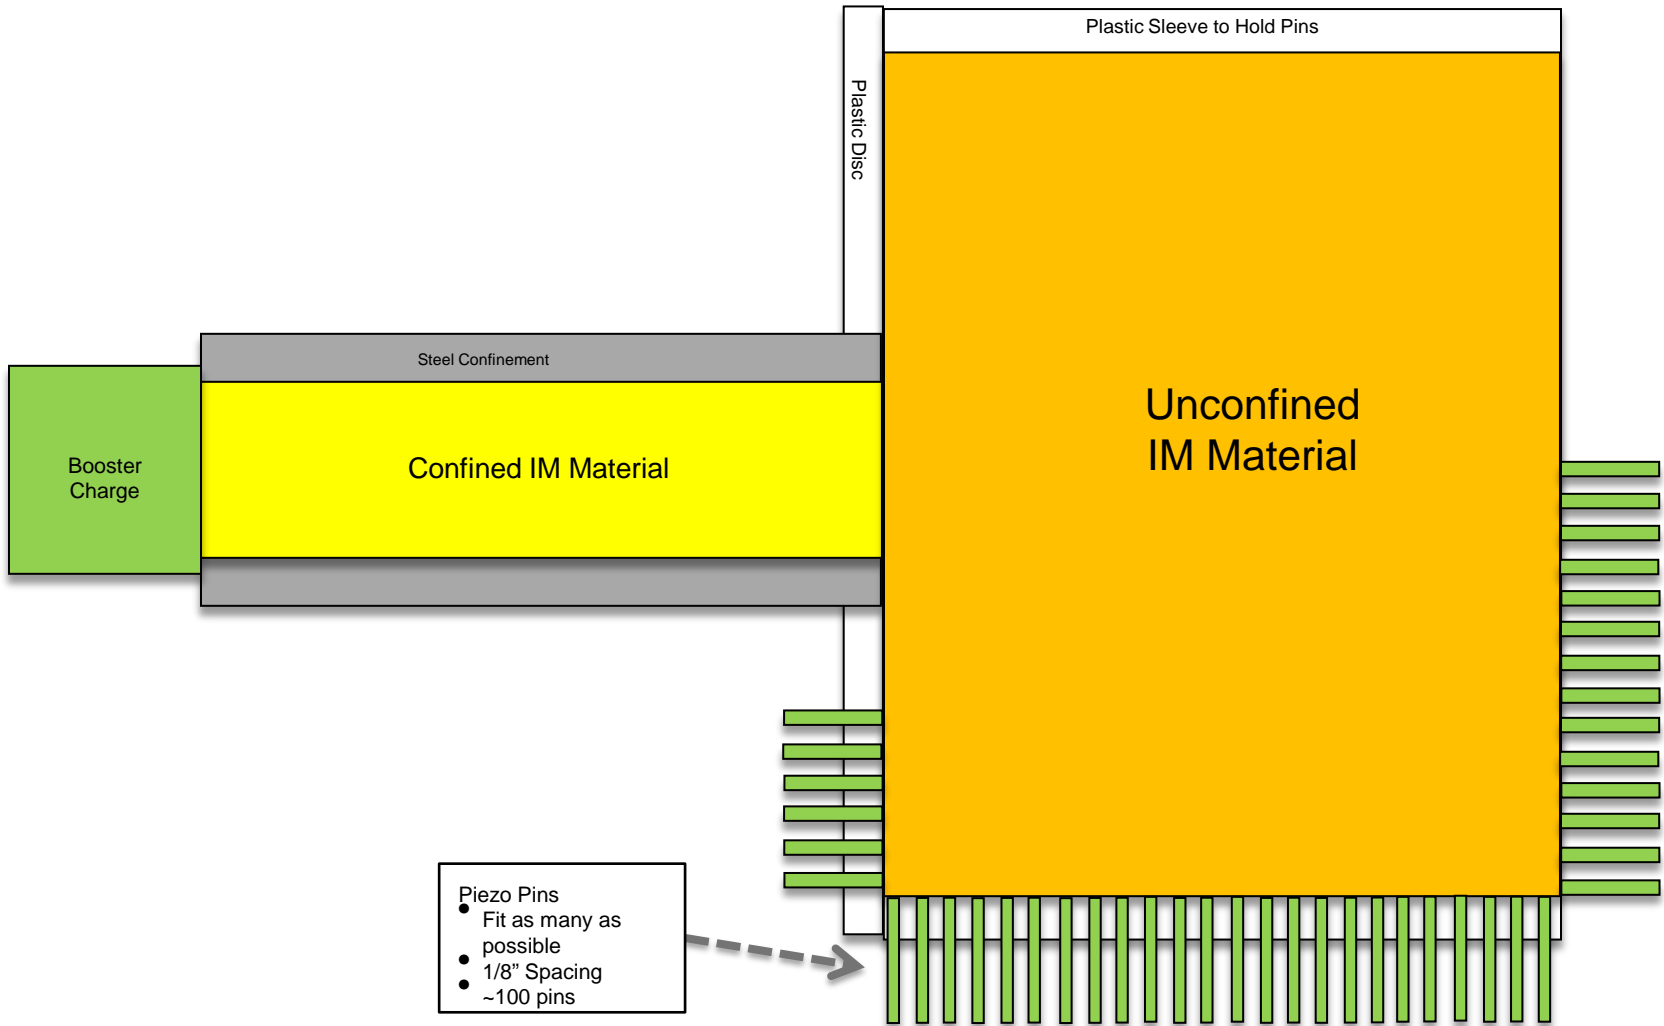 Plastic Sleeve to Hold Pins
Plastic Disc
Steel Confinement
Booster
Charge
Confined IM Material
Unconfined
IM Material
Piezo Pins
• Fit as many as
possible
• 1/8” Spacing
• ~100 pins